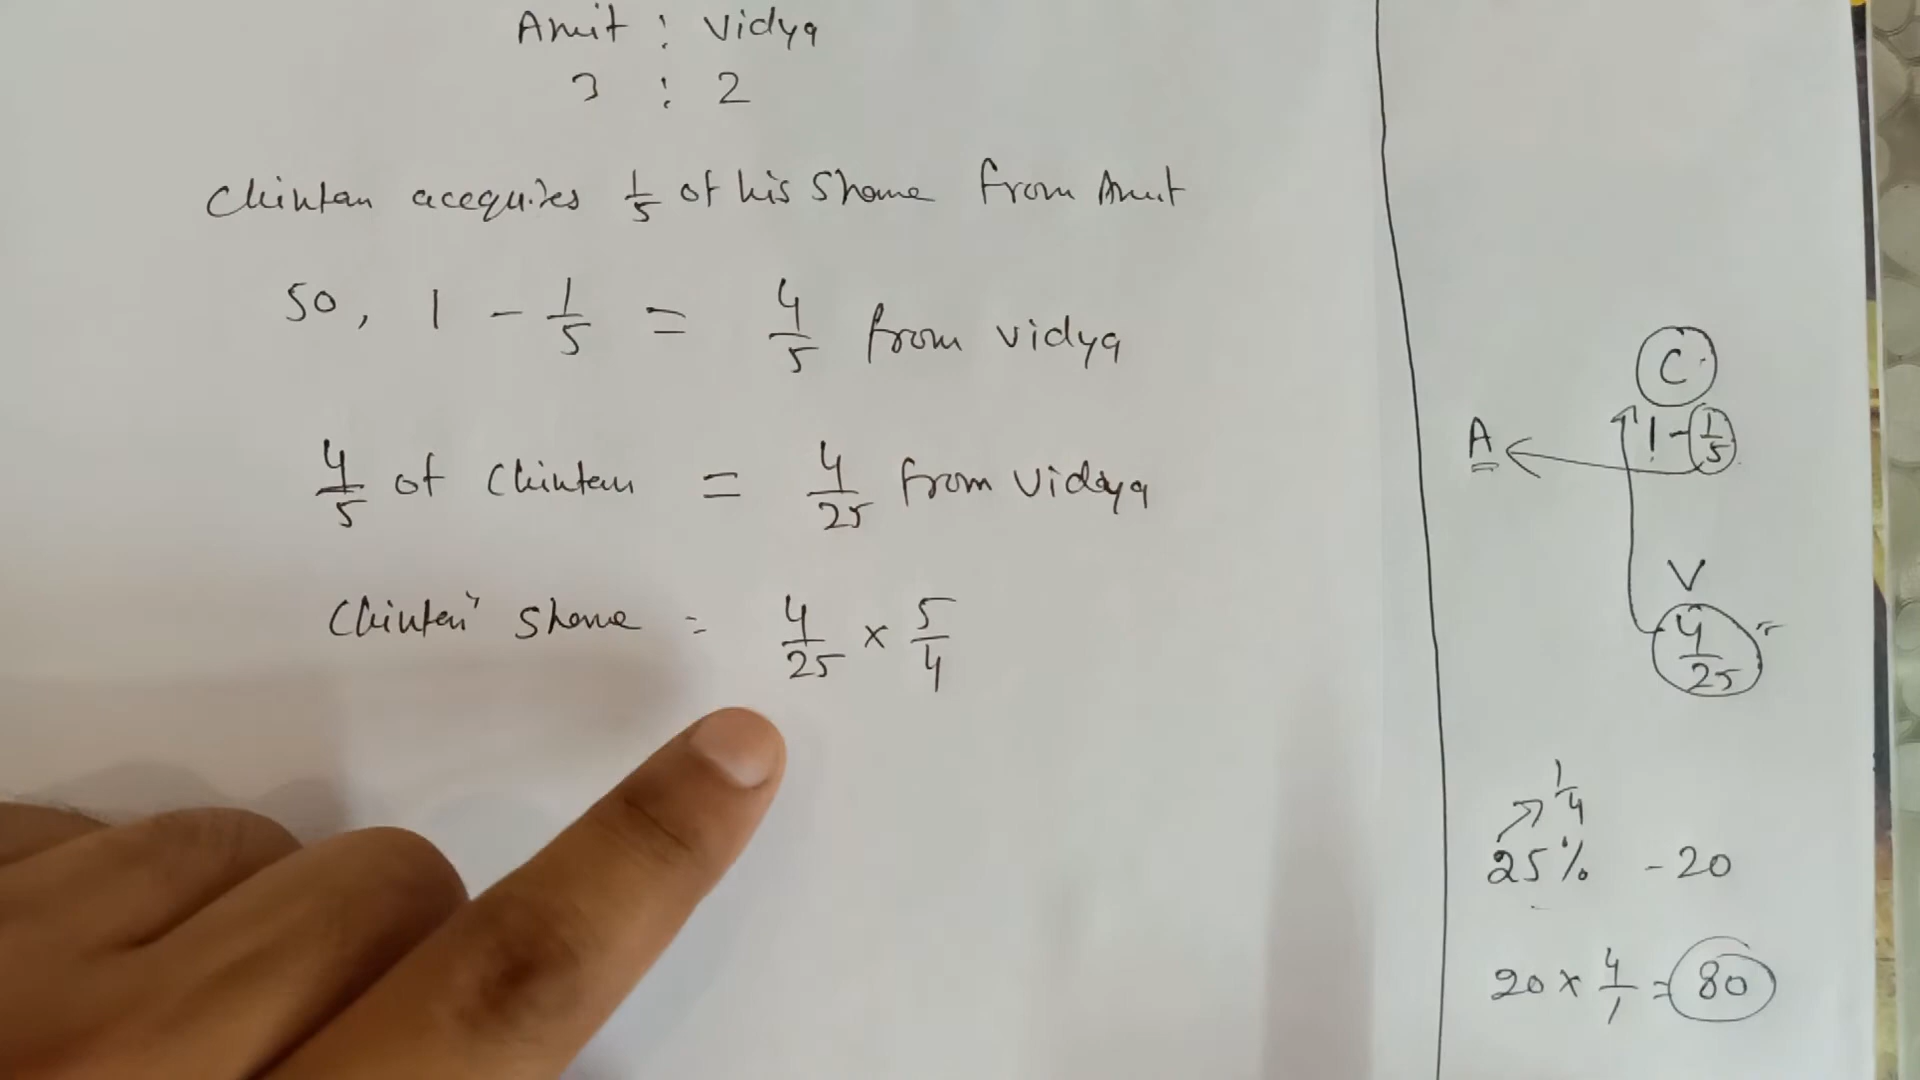 Amit : Vidya
3 : 2
Chintan acequires 1/5 of his Share from Amit
So, 1 - 1/5 = 4/5 from vidya
4/5 of Chintan = 4/25 from Vidaya
Chintan' Share = 4/25 x 5/4
C
A
1 - 1/5
V
4/25
1/4
25% - 20
20 x 4/1 = 80